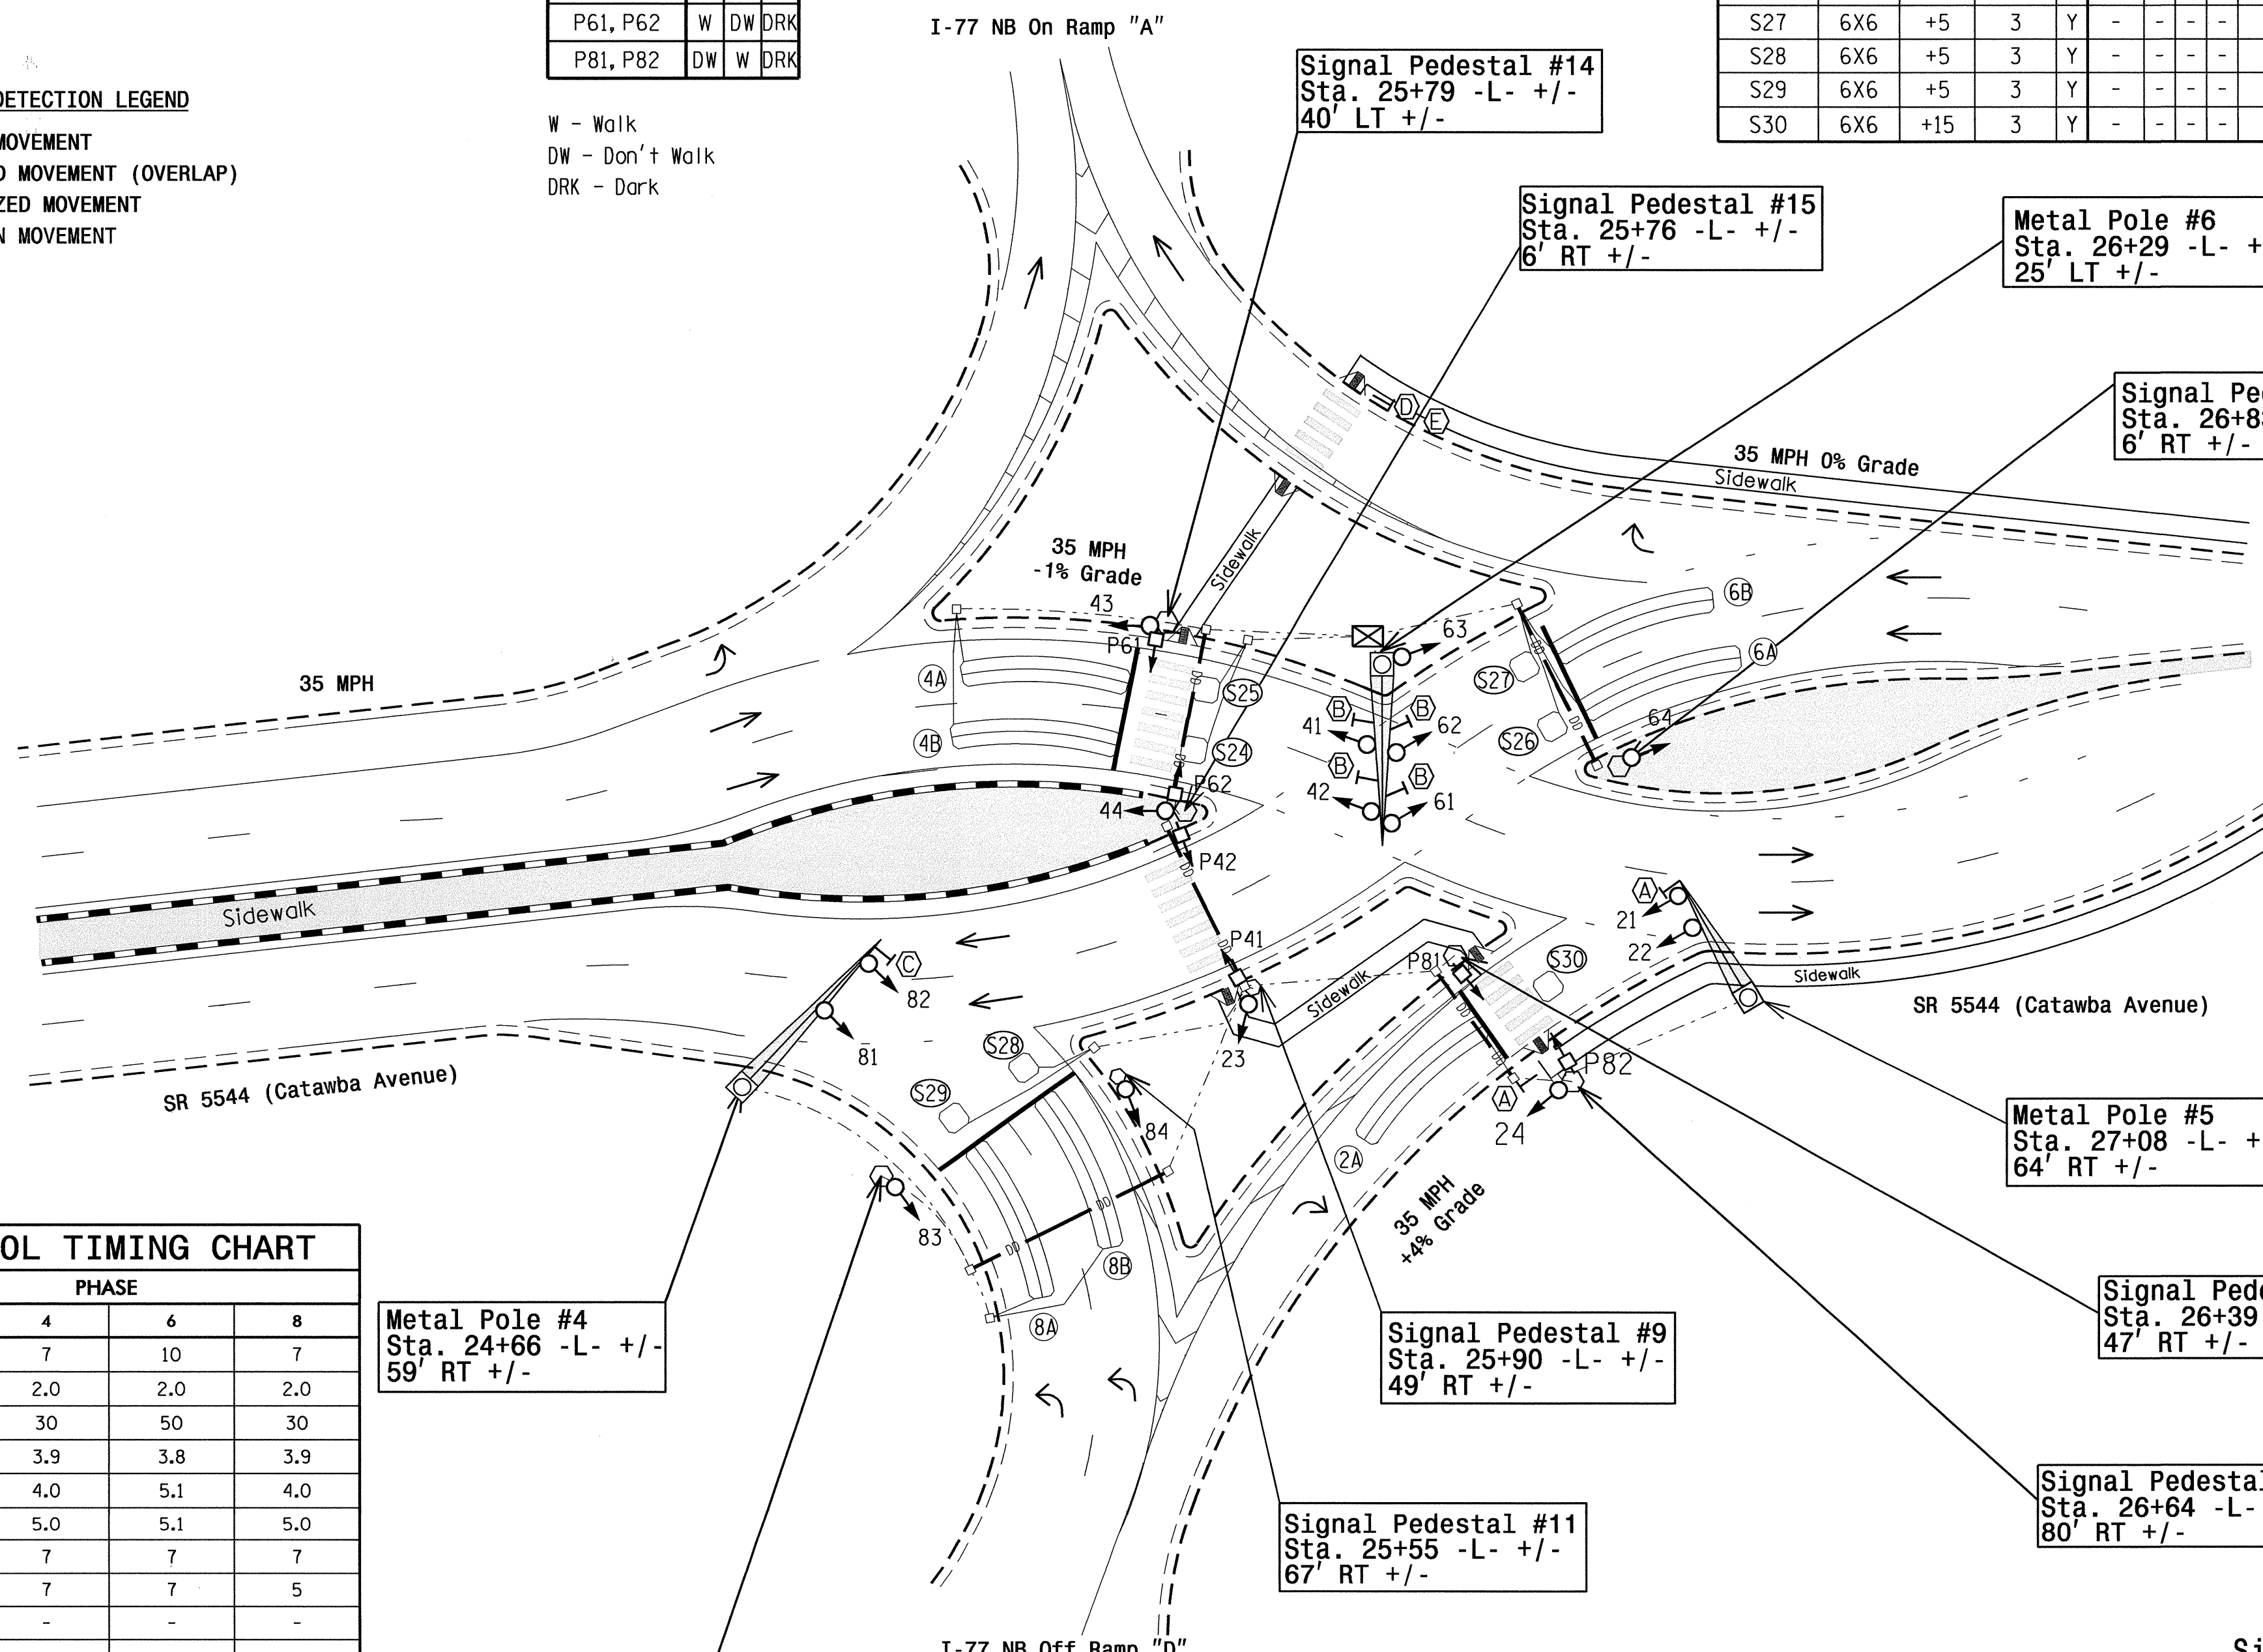 P61, P62 W DW DRK
P81, P82 DW W DRK
W - Walk
DW - Don't Walk
DRK - Dark
DETECTION LEGEND
MOVEMENT
MOVEMENT (OVERLAP)
MOVEMENT
MOVEMENT
I-77 NB On Ramp "A"
S27 6X6 +5 3 Y - - - -
S28 6X6 +5 3 Y - - - -
S29 6X6 +5 3 Y - - - -
S30 6X6 +15 3 Y - - - -
Signal Pedestal #14
Sta. 25+79 -L- +/-
40' LT +/-
Signal Pedestal #15
Sta. 25+76 -L- +/-
6' RT +/-
Metal Pole #6
Sta. 26+29 -L- +
25' LT +/-
Signal
Sta.
6' RT +/-
D
E
35 MPH 0% Grade
Sidewalk
Sidewalk
35 MPH
-1% Grade
43
P61
63
6B
6A
4A
4B
S25
S24
S27
S26
64
B
B
41
62
B
B
42
61
35 MPH
P62
44
P42
Sidewalk
P41
C
82
81
A
21
22
P81
S30
Sidewalk
Sidewalk
SR 5544 (Catawba Avenue)
23
S28
S29
84
83
P82
A
24
2A
35 MPH
+4% Grade
8B
8A
SR 5544 (Catawba Avenue)
Metal Pole #5
Sta. 27+08 -L- +
64' RT +/-
Signal
Sta. 26+39
47' RT +/-
Signal Pedestal
Sta. 26+64 -L-
80' RT +/-
Metal Pole #4
Sta. 24+66 -L- +/-
59' RT +/-
Signal Pedestal #9
Sta. 25+90 -L- +/-
49' RT +/-
Signal Pedestal #11
Sta. 25+55 -L- +/-
67' RT +/-
TIMING CHART
PHASE
4 6 8
7 10 7
2.0 2.0 2.0
30 50 30
3.9 3.8 3.9
4.0 5.1 4.0
5.0 5.1 5.0
7 7 7
7 7 5
- - -
I-77 NB Off Ramp "D"